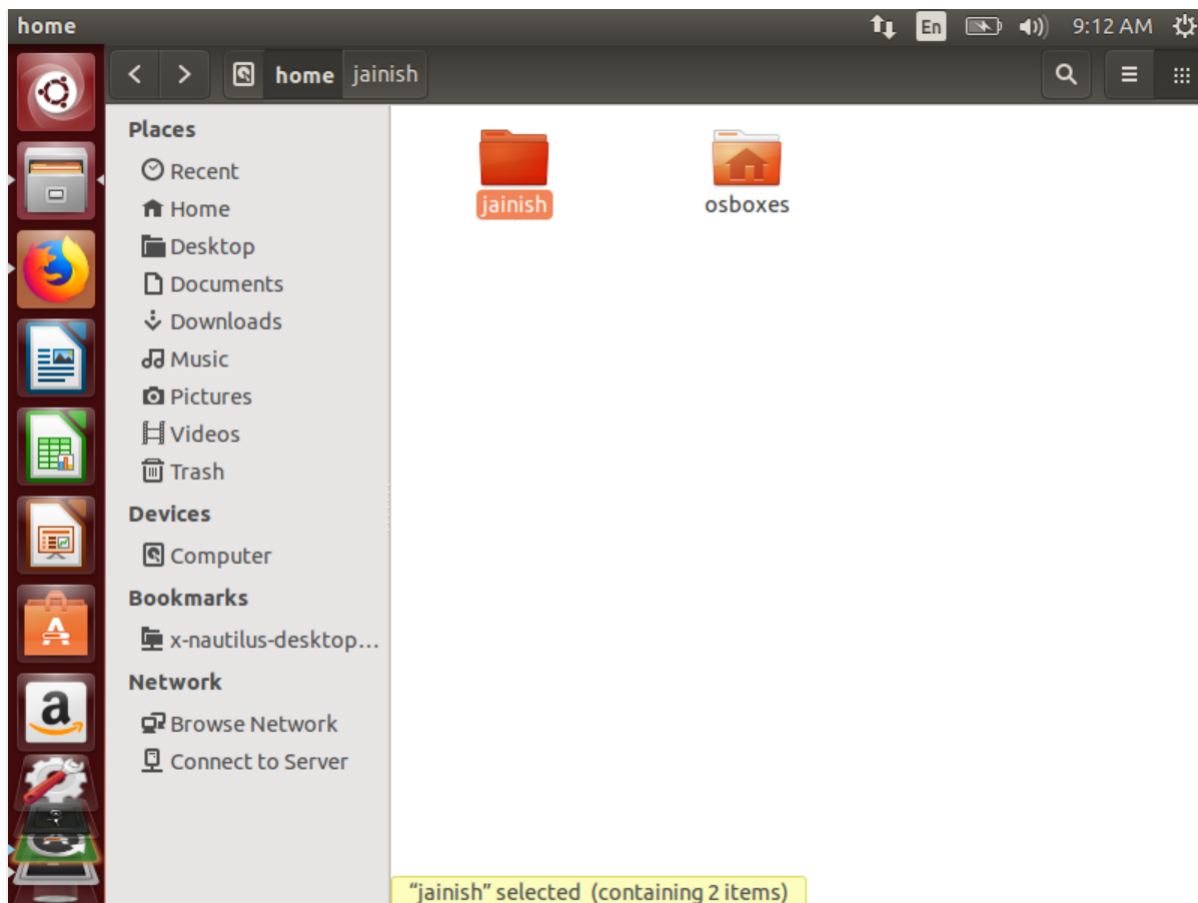 home
En
9:12 AM
home jainish
Places
Recent
Home
Desktop
Documents
Downloads
Music
Pictures
Videos
Trash
Devices
Computer
Bookmarks
x-nautilus-desktop...
Network
Browse Network
Connect to Server
jainish
osboxes
"jainish" selected (containing 2 items)